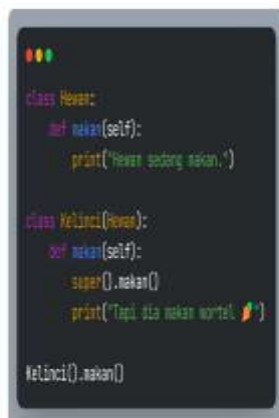 class Hewan:
    def makan(self):
        print("Hewan sedang makan.")
class Kelinci(Hewan):
    def makan(self):
        super().makan()
        print("Tapi dia makan wortel 🥕")
Kelinci().makan()